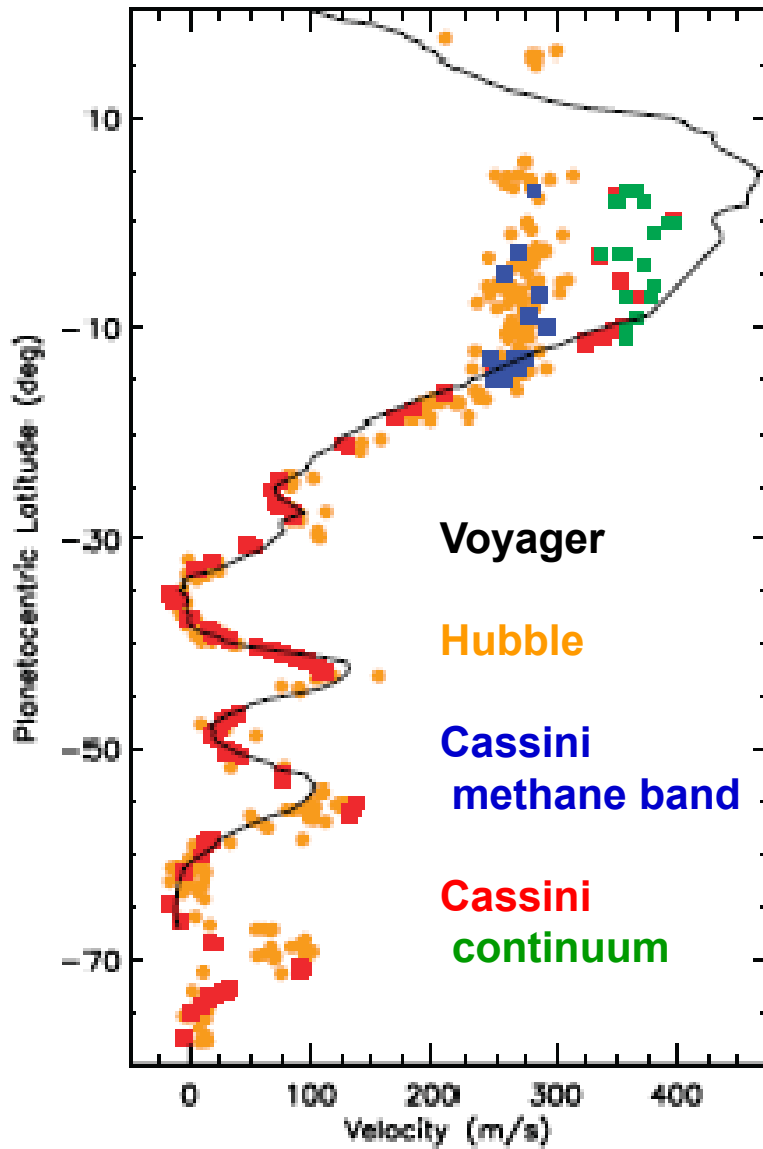 10
−10
−30
−50
−70
Planetocentric Latitude (deg)
Voyager
Hubble
Cassini
methane band
Cassini
continuum
0 100 200 300 400
Velocity (m/s)